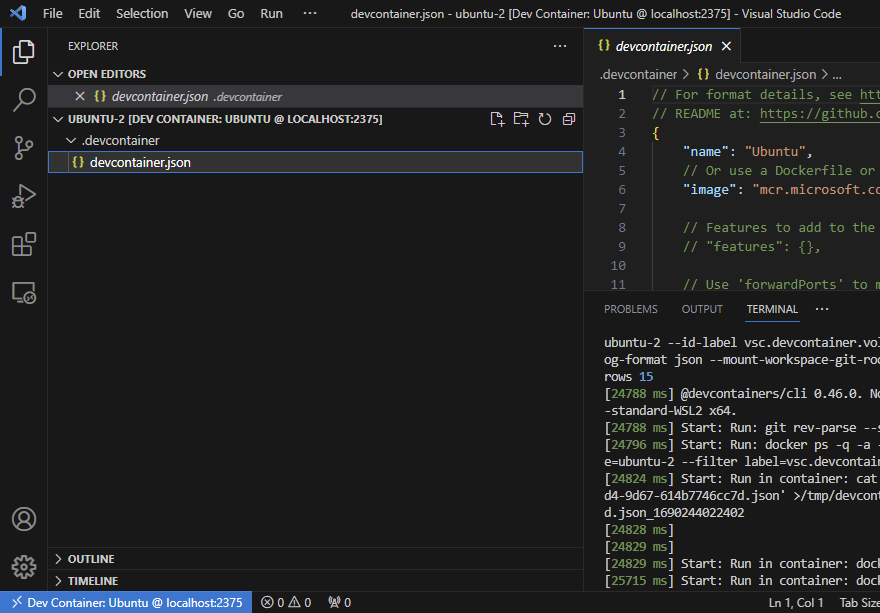 File Edit Selection View Go Run ··· devcontainer.json - ubuntu-2 [Dev Container: Ubuntu @ localhost:2375] - Visual Studio Code
EXPLORER ···
OPEN EDITORS
{} devcontainer.json .devcontainer
UBUNTU-2 [DEV CONTAINER: UBUNTU @ LOCALHOST:2375]
.devcontainer
{} devcontainer.json
OUTLINE
TIMELINE
{} devcontainer.json
.devcontainer > {} devcontainer.json > ...
1 // For format details, see htt
2 // README at: https://github.c
3 {
4 "name": "Ubuntu",
5 // Or use a Dockerfile or
6 "image": "mcr.microsoft.co
7
8 // Features to add to the
9 // "features": {},
10
11 // Use 'forwardPorts' to m
PROBLEMS OUTPUT TERMINAL ···
ubuntu-2 --id-label vsc.devcontainer.vol
og-format json --mount-workspace-git-roo
rows 15
[24788 ms] @devcontainers/cli 0.46.0. No
-standard-WSL2 x64.
[24788 ms] Start: Run: git rev-parse --s
[24796 ms] Start: Run: docker ps -q -a -
e=ubuntu-2 --filter label=vsc.devcontain
[24824 ms] Start: Run in container: cat
d4-9d67-614b7746cc7d.json' >/tmp/devcont
d.json_1690244022402
[24828 ms]
[24829 ms]
[24829 ms] Start: Run in container: dock
[25715 ms] Start: Run in container: dock
Dev Container: Ubuntu @ localhost:2375 0 0 0 Ln 1, Col 1 Tab Size